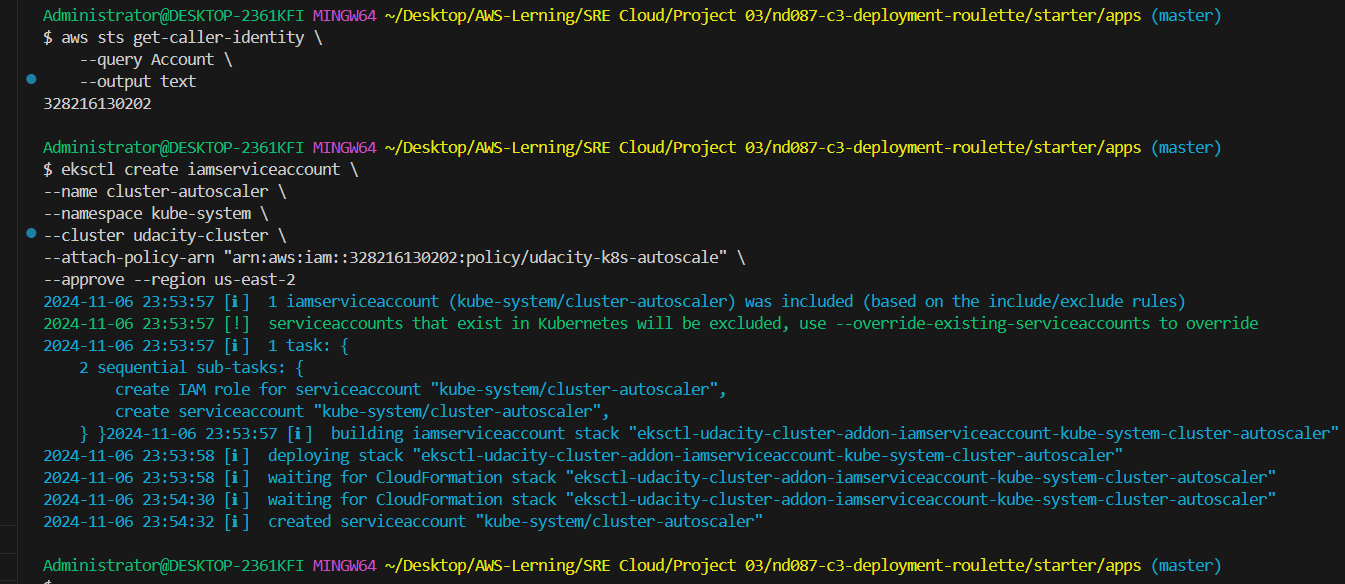 Administrator@DESKTOP-2361KFI MINGW64 ~/Desktop/AWS-Lerning/SRE Cloud/Project 03/nd087-c3-deployment-roulette/starter/apps (master)
$ aws sts get-caller-identity \
    --query Account \
    --output text
328216130202

Administrator@DESKTOP-2361KFI MINGW64 ~/Desktop/AWS-Lerning/SRE Cloud/Project 03/nd087-c3-deployment-roulette/starter/apps (master)
$ eksctl create iamserviceaccount \
--name cluster-autoscaler \
--namespace kube-system \
--cluster udacity-cluster \
--attach-policy-arn "arn:aws:iam::328216130202:policy/udacity-k8s-autoscale" \
--approve --region us-east-2
2024-11-06 23:53:57 [ℹ]  1 iamserviceaccount (kube-system/cluster-autoscaler) was included (based on the include/exclude rules)
2024-11-06 23:53:57 [!]  serviceaccounts that exist in Kubernetes will be excluded, use --override-existing-serviceaccounts to override
2024-11-06 23:53:57 [ℹ]  1 task: {
    2 sequential sub-tasks: {
        create IAM role for serviceaccount "kube-system/cluster-autoscaler",
        create serviceaccount "kube-system/cluster-autoscaler",
    } }2024-11-06 23:53:57 [ℹ]  building iamserviceaccount stack "eksctl-udacity-cluster-addon-iamserviceaccount-kube-system-cluster-autoscaler"
2024-11-06 23:53:58 [ℹ]  deploying stack "eksctl-udacity-cluster-addon-iamserviceaccount-kube-system-cluster-autoscaler"
2024-11-06 23:53:58 [ℹ]  waiting for CloudFormation stack "eksctl-udacity-cluster-addon-iamserviceaccount-kube-system-cluster-autoscaler"
2024-11-06 23:54:30 [ℹ]  waiting for CloudFormation stack "eksctl-udacity-cluster-addon-iamserviceaccount-kube-system-cluster-autoscaler"
2024-11-06 23:54:32 [ℹ]  created serviceaccount "kube-system/cluster-autoscaler"

Administrator@DESKTOP-2361KFI MINGW64 ~/Desktop/AWS-Lerning/SRE Cloud/Project 03/nd087-c3-deployment-roulette/starter/apps (master)
$